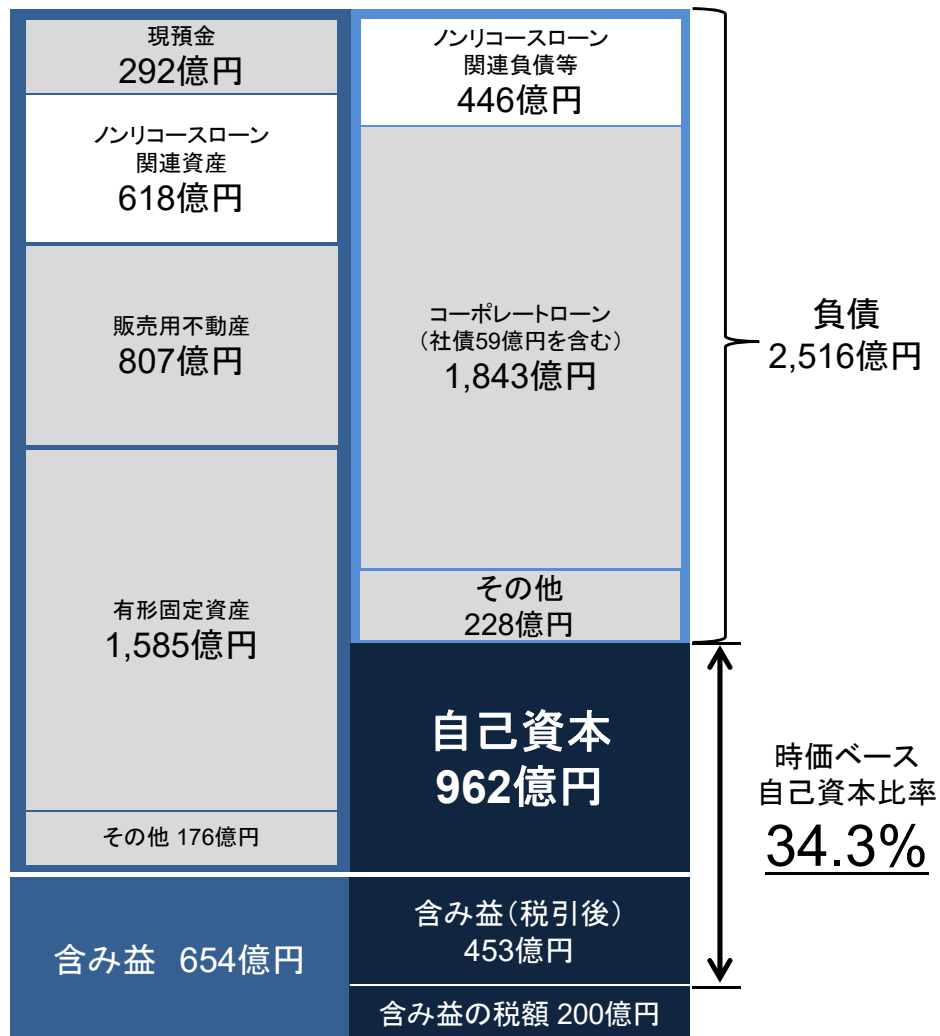 現預金
292億円
ノンリコースローン
関連資産
618億円
販売用不動産
807億円
有形固定資産
1,585億円
その他 176億円
含み益 654億円
ノンリコースローン
関連負債等
446億円
コーポレートローン
（社債59億円を含む）
1,843億円
その他
228億円
自己資本
962億円
含み益（税引後）
453億円
含み益の税額 200億円
負債
2,516億円
時価ベース
自己資本比率
34.3%